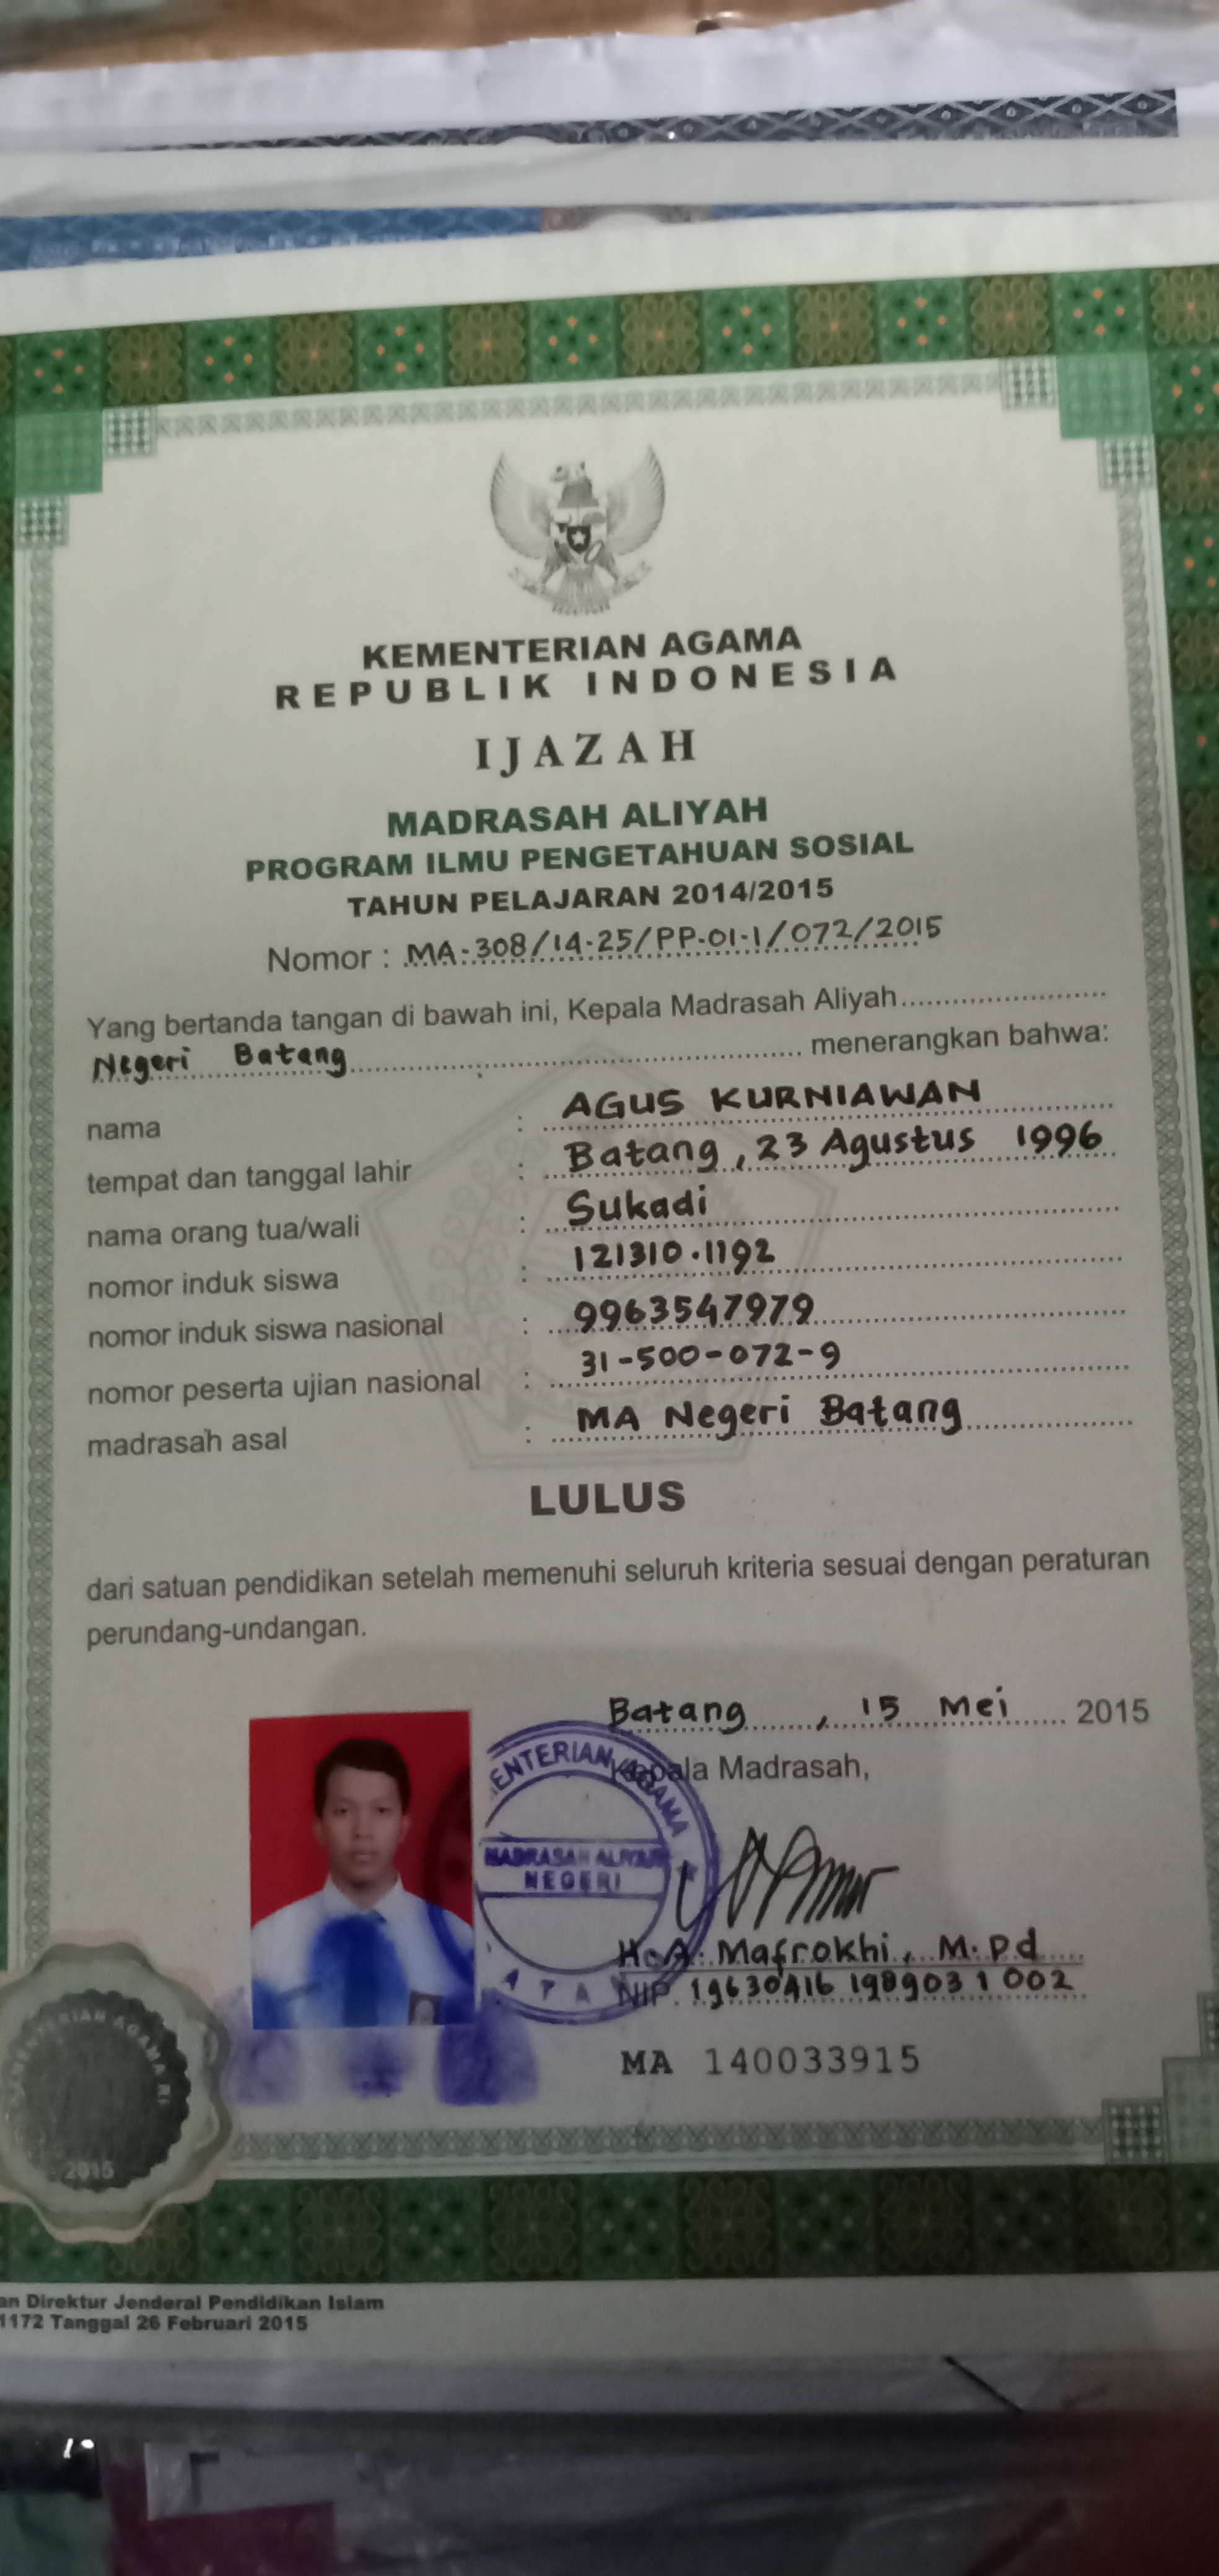 KEMENTERIAN AGAMA
REPUBLIK INDONESIA
IJAZAH
MADRASAH ALIYAH
PROGRAM ILMU PENGETAHUAN SOSIAL
TAHUN PELAJARAN 2014/2015
Nomor : MA-308/14-25/PP-01-1/072/2015
Yang bertanda tangan di bawah ini, Kepala Madrasah Aliyah
Negeri Batang menerangkan bahwa:
nama : AGUS KURNIAWAN
tempat dan tanggal lahir : Batang, 23 Agustus 1996
nama orang tua/wali : Sukadi
nomor induk siswa : 121310.1192
nomor induk siswa nasional : 9963547979
nomor peserta ujian nasional : 31-500-072-9
madrasah asal : MA Negeri Batang
LULUS
dari satuan pendidikan setelah memenuhi seluruh kriteria sesuai dengan peraturan
perundang-undangan.
Batang, 15 Mei 2015
Kepala Madrasah,
ENTERIAN AGAMA
MADRASAH ALIYAH
NEGERI
H. A. Mafrokhi, M.Pd
NIP. 19630416 198903 1 002
MA 140033915
KEMENTERIAN AGAMA RI
2015
an Direktur Jenderal Pendidikan Islam
1172 Tanggal 26 Februari 2015